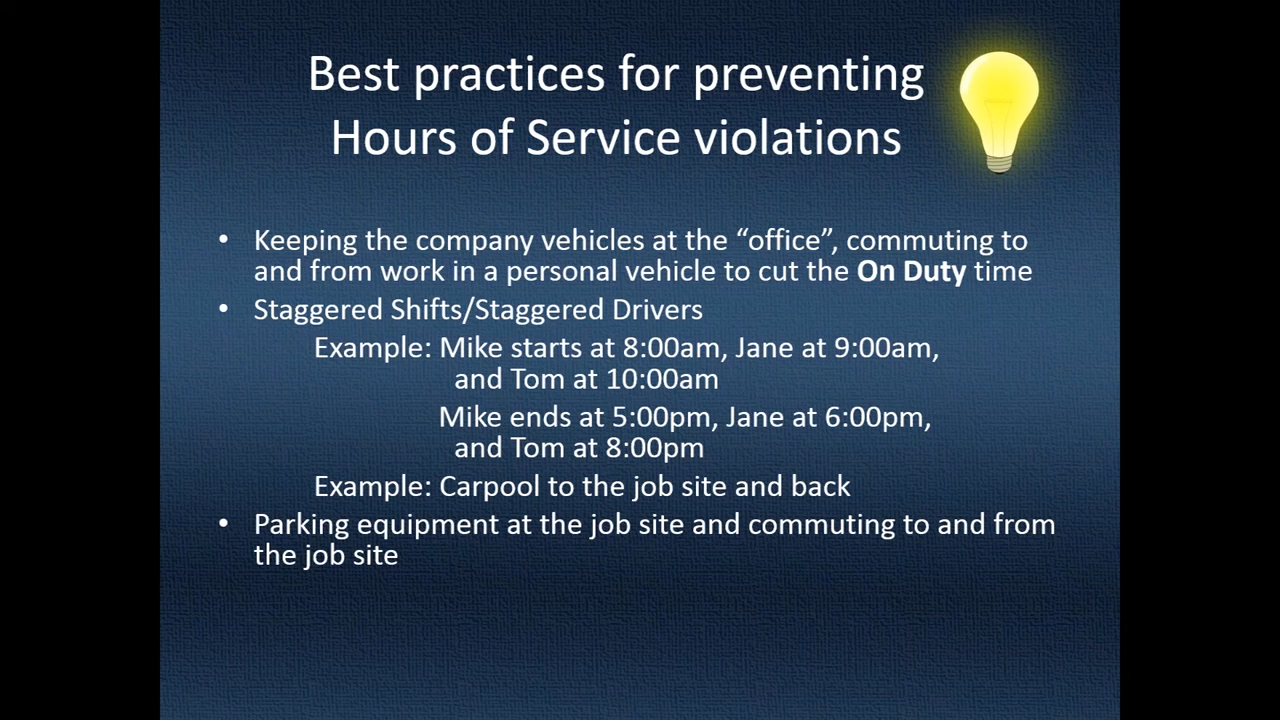 Best practices for preventing
Hours of Service violations
• Keeping the company vehicles at the “office”, commuting to
and from work in a personal vehicle to cut the On Duty time
• Staggered Shifts/Staggered Drivers
Example: Mike starts at 8:00am, Jane at 9:00am,
and Tom at 10:00am
Mike ends at 5:00pm, Jane at 6:00pm,
and Tom at 8:00pm
Example: Carpool to the job site and back
• Parking equipment at the job site and commuting to and from
the job site